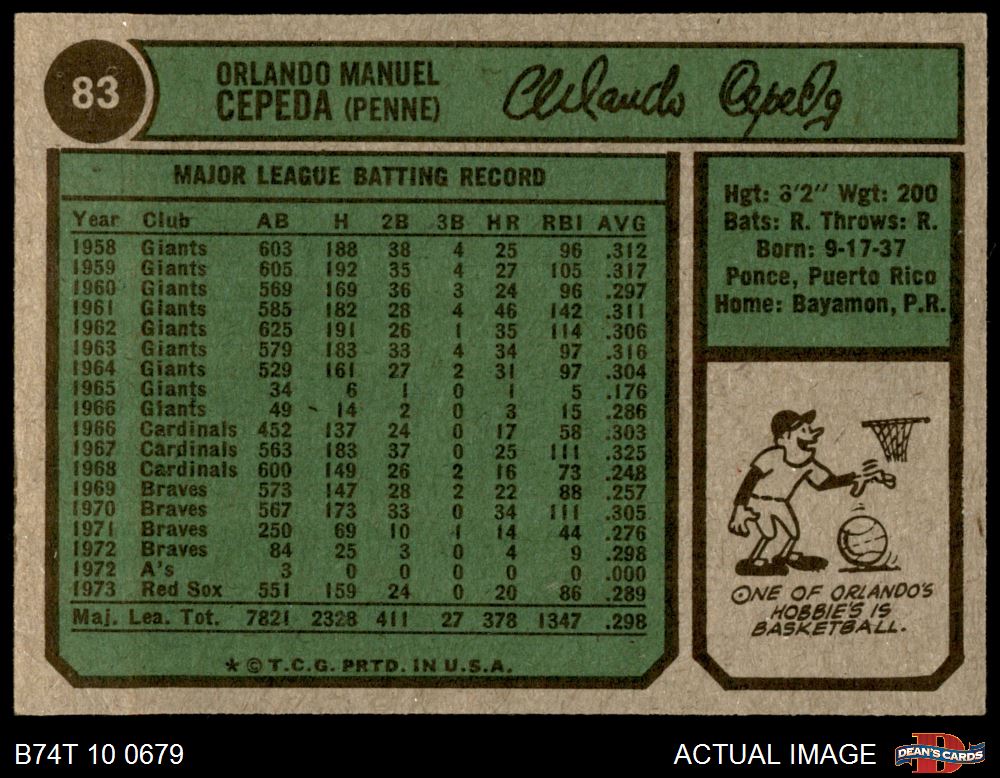 83
ORLANDO MANUEL
CEPEDA (PENNE)
Orlando Cepeda
MAJOR LEAGUE BATTING RECORD
Year Club AB H 2B 3B HR RBI AVG
1958 Giants 603 188 38 4 25 96 .312
1959 Giants 605 192 35 4 27 105 .317
1960 Giants 569 169 36 3 24 96 .297
1961 Giants 585 182 28 4 46 142 .311
1962 Giants 625 191 26 1 35 114 .306
1963 Giants 579 183 33 4 34 97 .316
1964 Giants 529 161 27 2 31 97 .304
1965 Giants 34 6 1 0 1 5 .176
1966 Giants 49 14 2 0 3 15 .286
1966 Cardinals 452 137 24 0 17 58 .303
1967 Cardinals 563 183 37 0 25 111 .325
1968 Cardinals 600 149 26 2 16 73 .248
1969 Braves 573 147 28 2 22 88 .257
1970 Braves 567 173 33 0 34 111 .305
1971 Braves 250 69 10 1 14 44 .276
1972 Braves 84 25 3 0 4 9 .298
1972 A's 3 0 0 0 0 0 .000
1973 Red Sox 551 159 24 0 20 86 .289
Maj. Lea. Tot. 7821 2328 411 27 378 1347 .298
★ © T.C.G. PRTD. IN U.S.A.
Hgt: 6'2" Wgt: 200
Bats: R. Throws: R.
Born: 9-17-37
Ponce, Puerto Rico
Home: Bayamon, P.R.
ONE OF ORLANDO'S
HOBBIE'S IS
BASKETBALL.
B74T 10 0679
ACTUAL IMAGE
DEAN'S CARDS